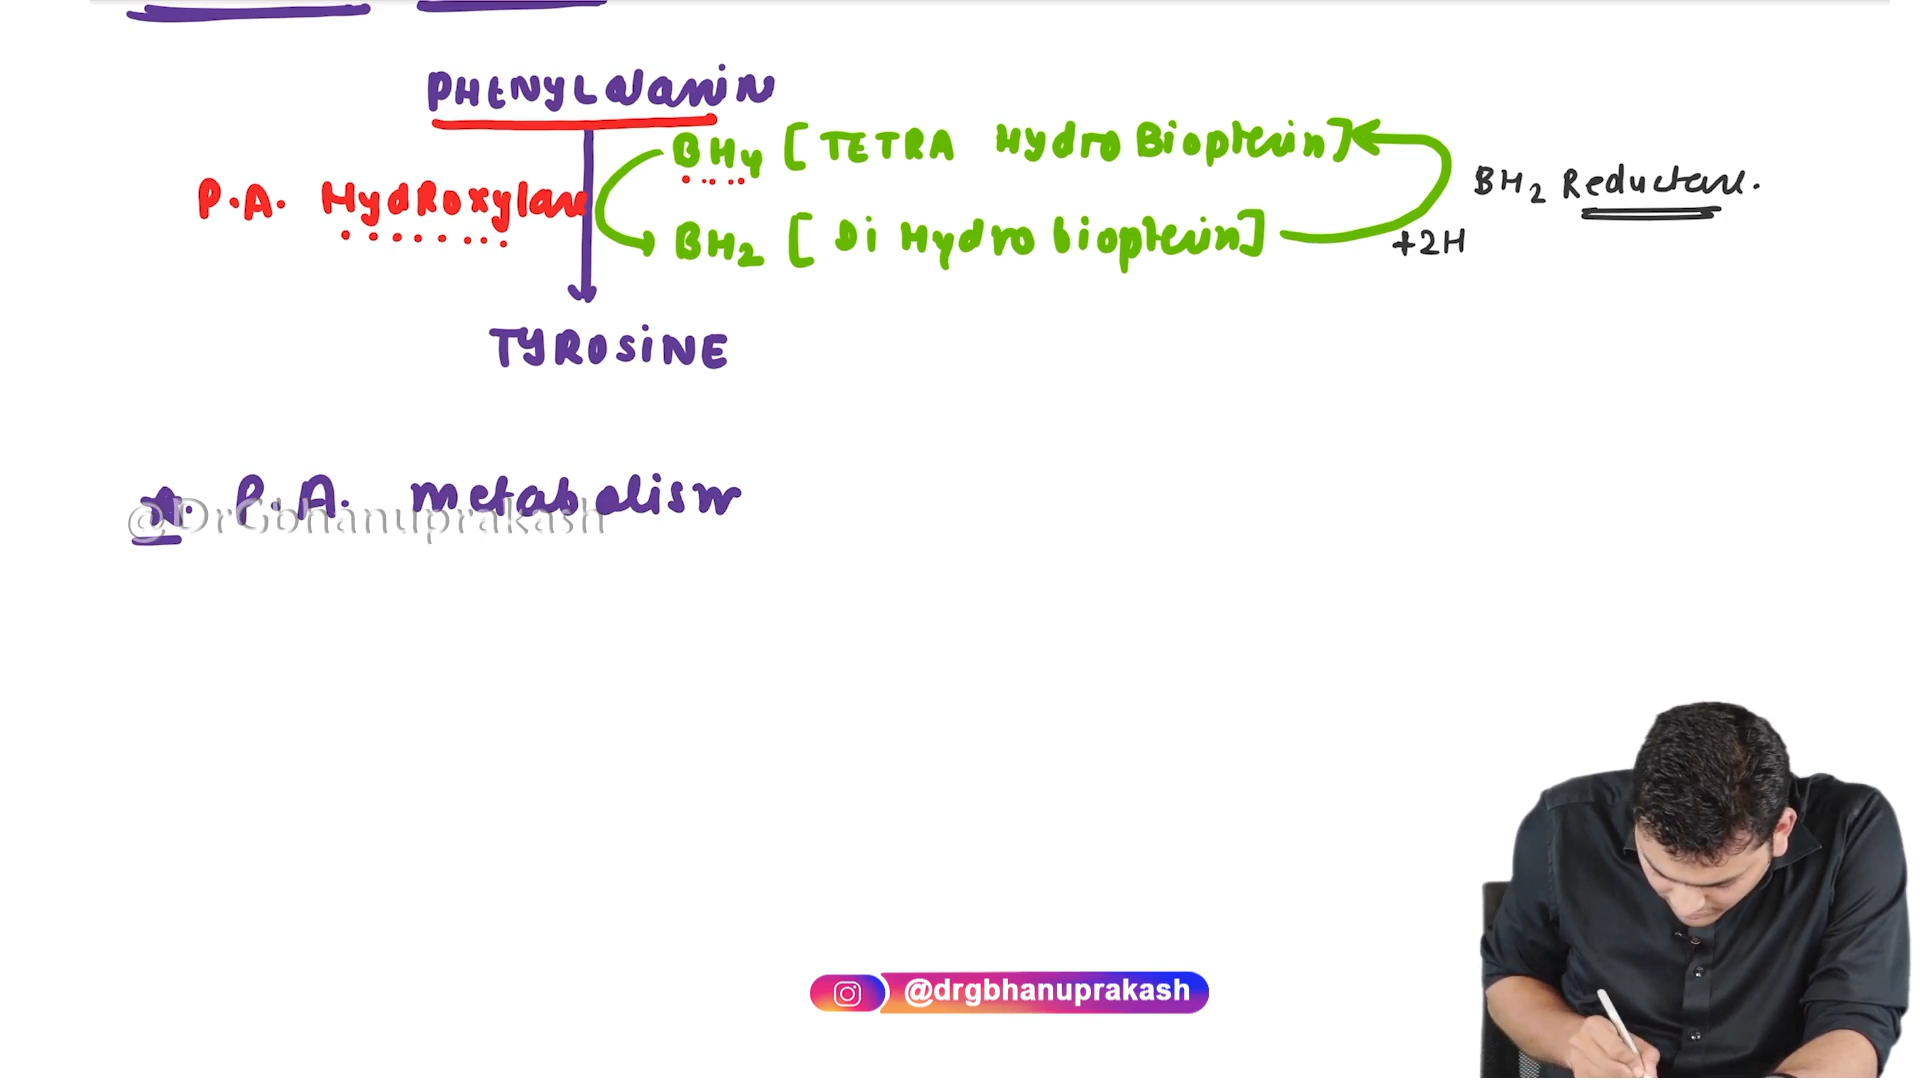 PHENYLalanin
BH4 [TETRA Hydro Biopterin]
P.A. Hydroxylase
BH2 Reductase.
BH2 [Di Hydro biopterin]
+2H
TYROSINE
P.A. metabolism
@DrGbhanuprakash
@drgbhanuprakash